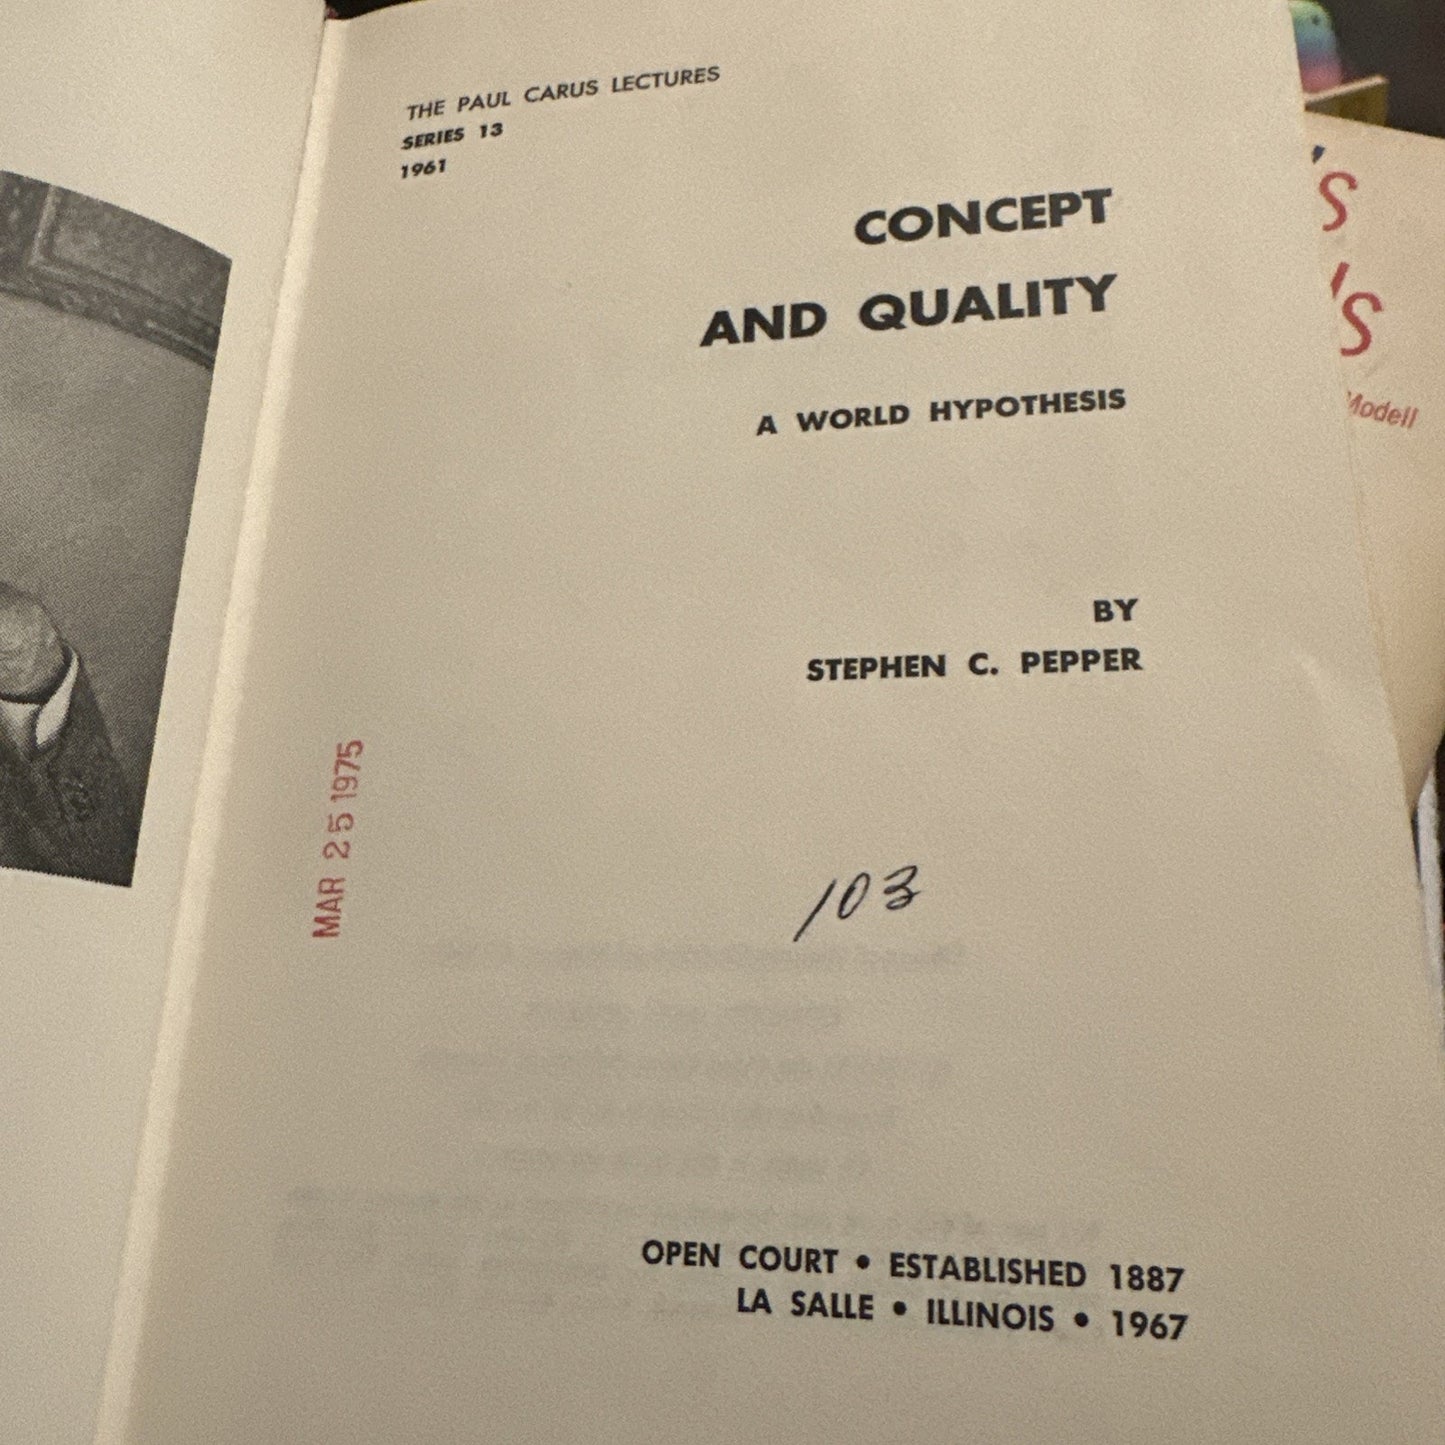 THE PAUL CARUS LECTURES
SERIES 13
1961
CONCEPT
AND QUALITY
A WORLD HYPOTHESIS
BY
STEPHEN C. PEPPER
MAR 25 1975
103
OPEN COURT • ESTABLISHED 1887
LA SALLE • ILLINOIS • 1967
'S
'S
Modell